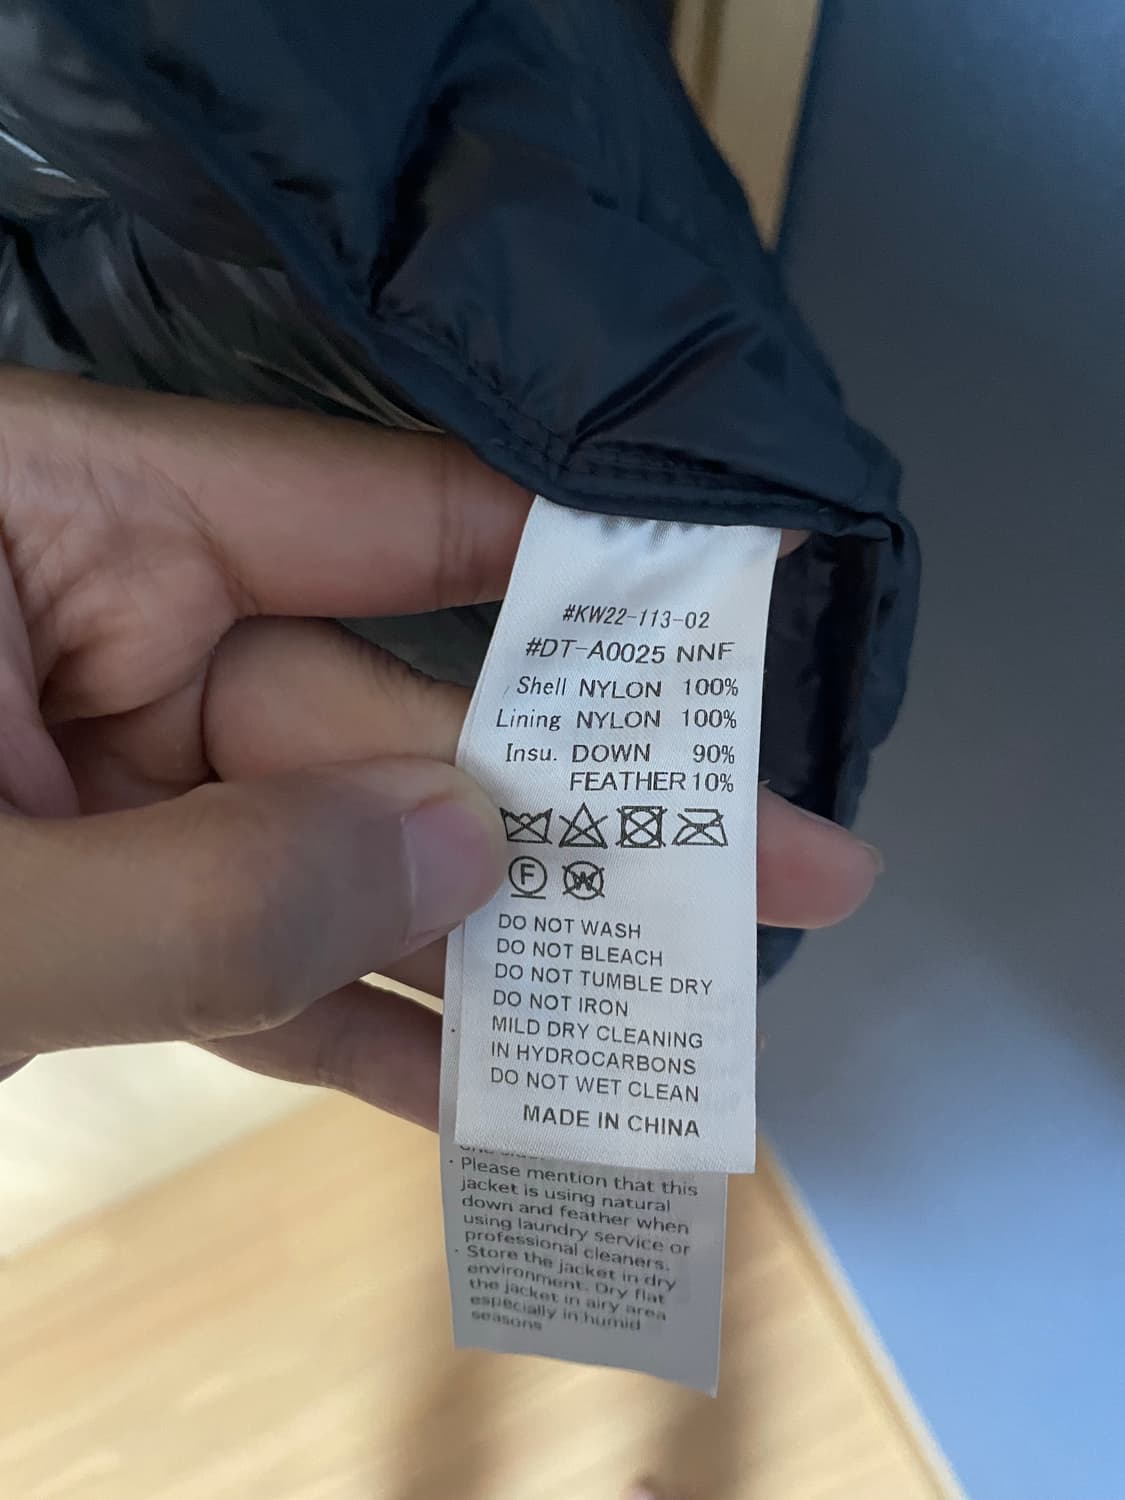 #KW22-113-02
#DT-A0025 NNF
Shell NYLON 100%
Lining NYLON 100%
Insu. DOWN 90%
FEATHER 10%
F
W
DO NOT WASH
DO NOT BLEACH
DO NOT TUMBLE DRY
DO NOT IRON
MILD DRY CLEANING
IN HYDROCARBONS
DO NOT WET CLEAN
MADE IN CHINA
· Please mention that this
jacket is using natural
down and feather when
using laundry service or
professional cleaners.
· Store the jacket in dry
environment. Dry flat
the jacket in airy area
especially in humid
seasons